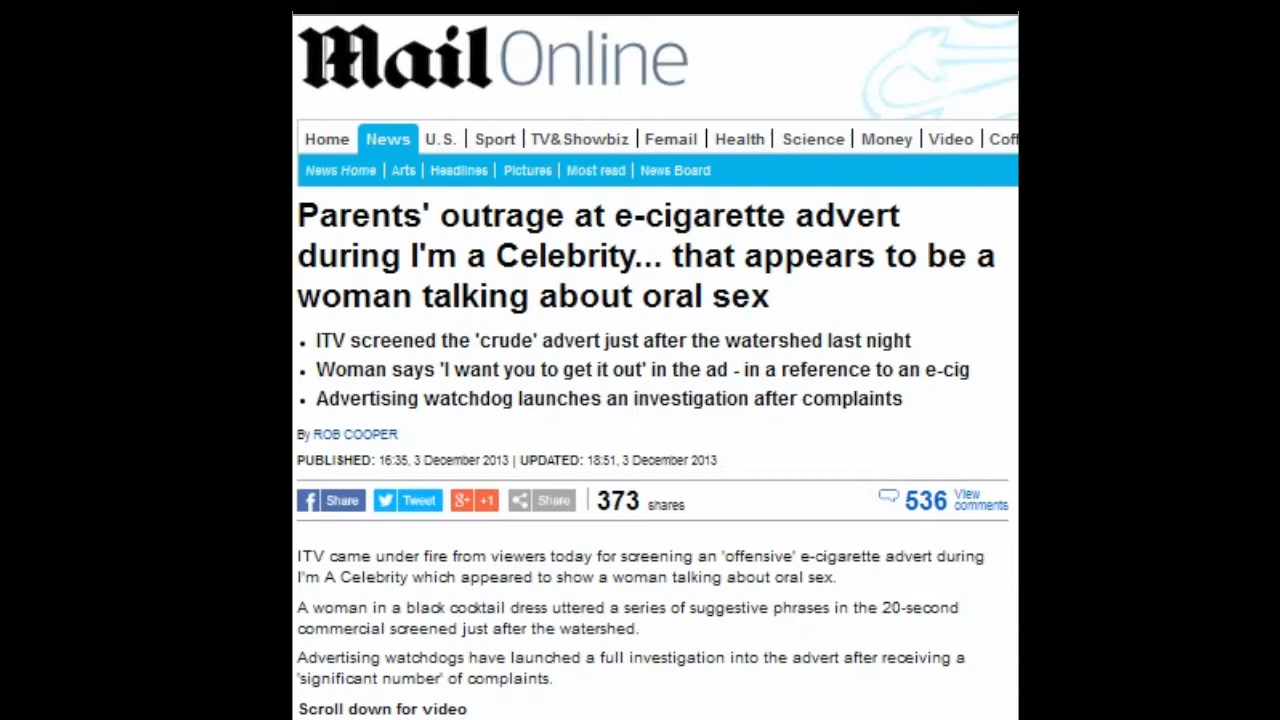 Mail Online
Home News U.S. Sport TV&Showbiz Femail Health Science Money Video Coff
News Home Arts Headlines Pictures Most read News Board
Parents' outrage at e-cigarette advert
during I'm a Celebrity... that appears to be a
woman talking about oral sex
• ITV screened the 'crude' advert just after the watershed last night
• Woman says 'I want you to get it out' in the ad - in a reference to an e-cig
• Advertising watchdog launches an investigation after complaints
By ROB COOPER
PUBLISHED: 16:35, 3 December 2013 | UPDATED: 18:51, 3 December 2013
f Share Tweet g+ +1 Share 373 shares 536 View comments
ITV came under fire from viewers today for screening an 'offensive' e-cigarette advert during
I'm A Celebrity which appeared to show a woman talking about oral sex.
A woman in a black cocktail dress uttered a series of suggestive phrases in the 20-second
commercial screened just after the watershed.
Advertising watchdogs have launched a full investigation into the advert after receiving a
'significant number' of complaints.
Scroll down for video